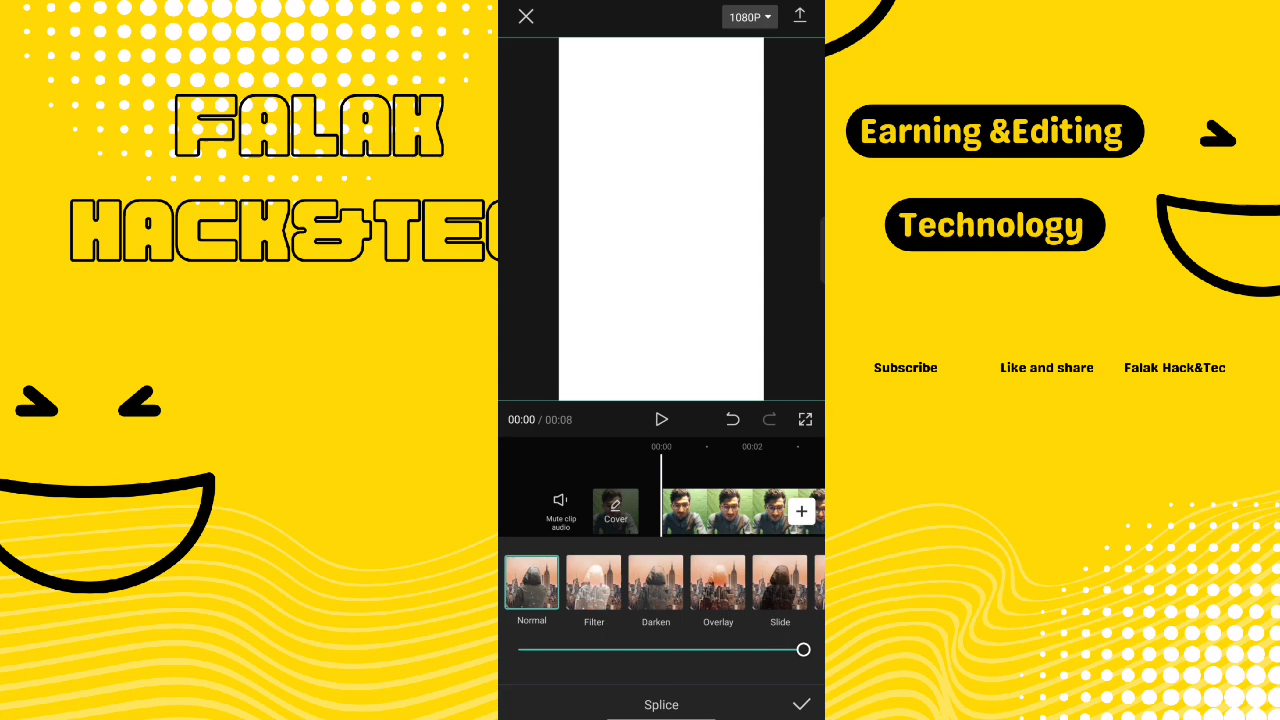 FALAK
HACK&TEC
1080P
00:00 / 00:08
00:00
00:02
Mute clip
audio
Cover
Normal
Filter
Darken
Overlay
Slide
Splice
Earning &Editing
Technology
Subscribe
Like and share
Falak Hack&Tec